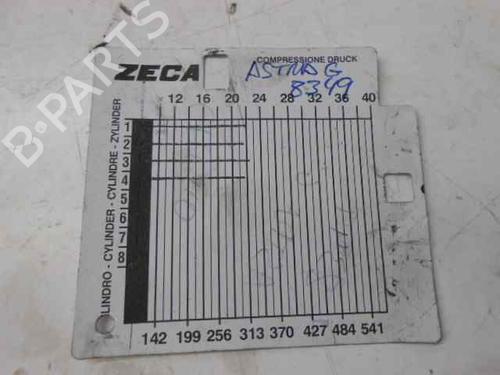 B-PARTS
ZECA
COMPRESSIONE DRUCK
ASTRA G
8349
12 16 20 24 28 32 36 40
CILINDRO - CYLINDER - CYLINDRE - ZYLINDER
1
2
3
4
5
6
7
8
142 199 256 313 370 427 484 541